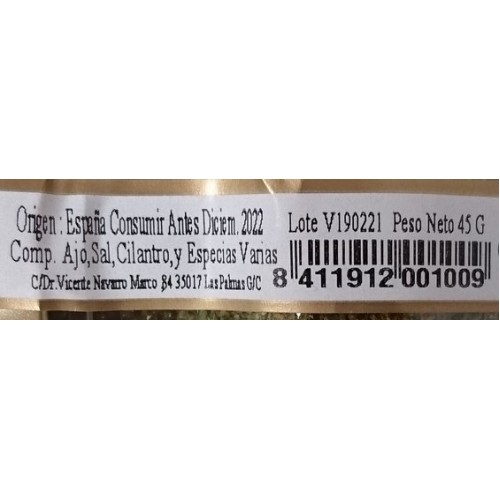 Origen : España Consumir Antes Diciem. 2022
Comp. Ajo, Sal, Cilantro, y Especias Varias
C/Dr. Vicente Navarro Marco 84 35017 Las Palmas G/C
Lote V190221 Peso Neto 45 G
8 411912 001009